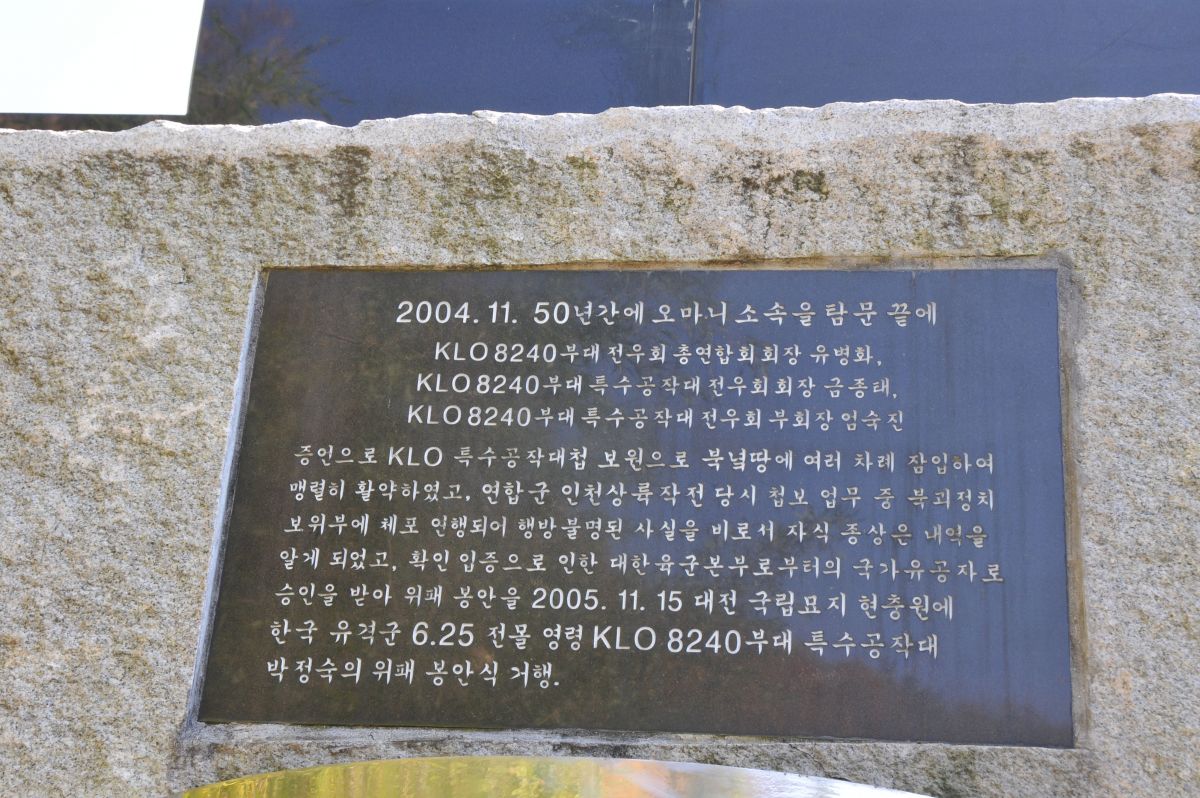 2004. 11. 50년간에 오마니 소속을 탐문 끝에
KLO 8240부대 전우회 총연합회회장 유병화,
KLO 8240부대 특수공작대 전우회회장 금종태,
KLO 8240부대 특수공작대 전우회 부회장 엄숙진
증언으로 KLO 특수공작대첩 보원으로 북녘땅에 여러 차례 잠입하여
맹렬히 활약하였고, 연합군 인천상륙작전 당시 첩보 업무 중 북괴정치
보위부에 체포 연행되어 행방불명된 사실을 비로서 자식 종상은 내역을
알게 되었고, 확인 입증으로 인한 대한육군본부로부터의 국가유공자로
승인을 받아 위패 봉안을 2005. 11. 15 대전 국립묘지 현충원에
한국 유격군 6.25 전몰 영령 KLO 8240부대 특수공작대
박정숙의 위패 봉안식 거행.